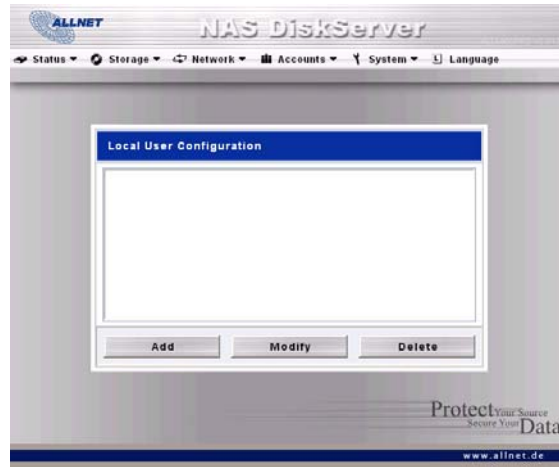 ALLNET
NAS DiskServer
Status Storage Network Accounts System Language
Local User Configuration
Add Modify Delete
Protect Your Source
Secure Your Data
www.allnet.de